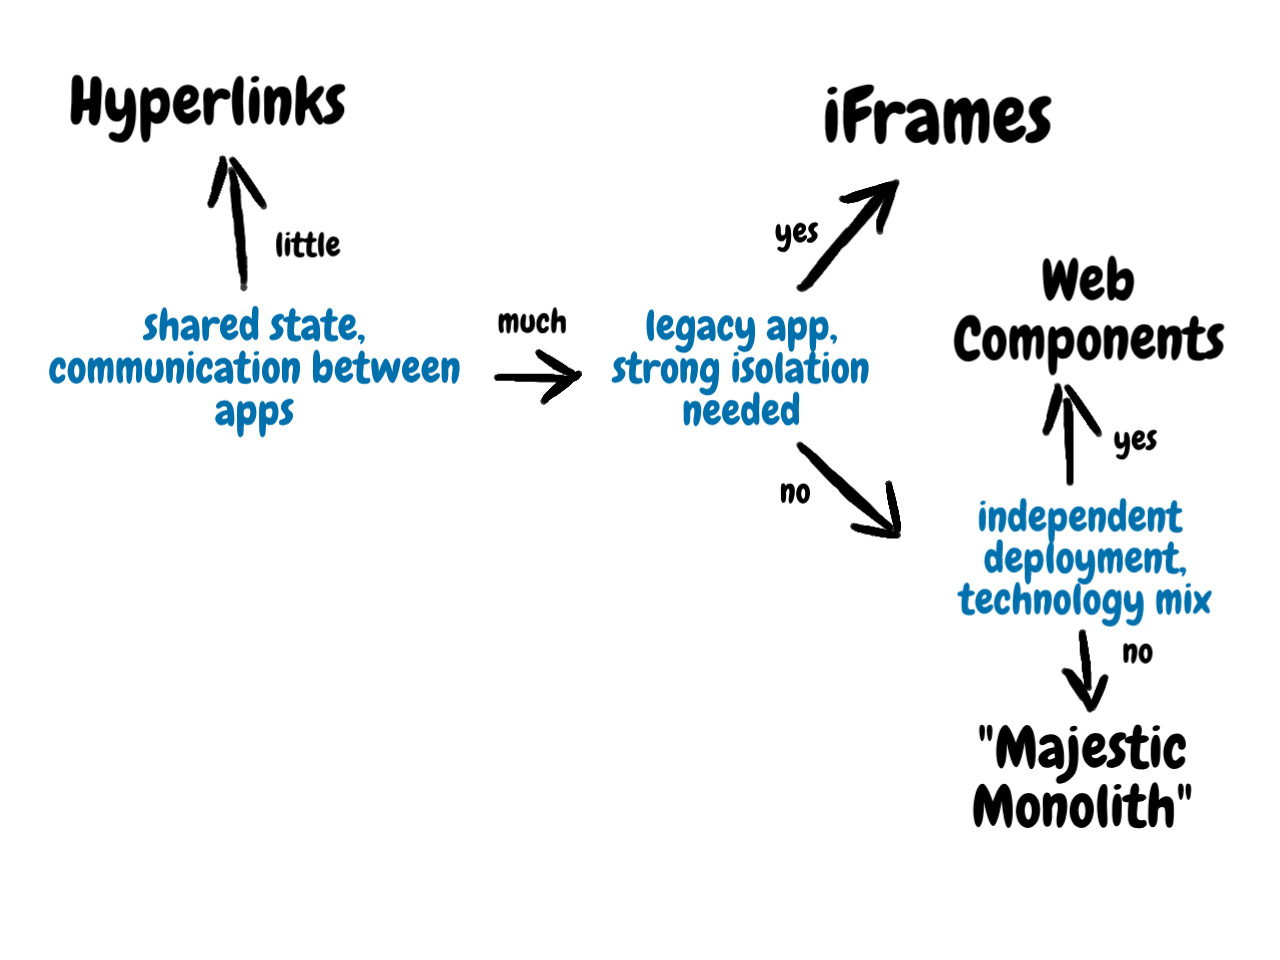 Hyperlinks
iFrames
little
yes
shared state,
communication between
apps
much
legacy app,
strong isolation
needed
Web
Components
no
yes
independent
deployment,
technology mix
no
"Majestic
Monolith"